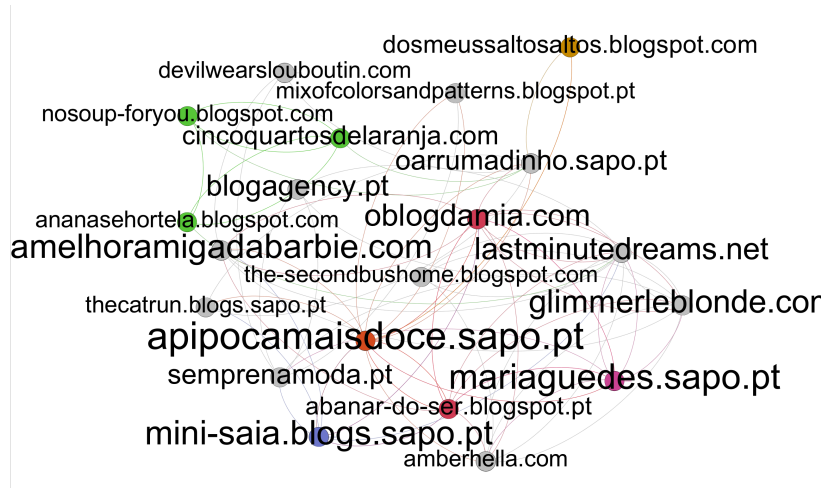 dosmeussaltosaltos.blogspot.com
devilwearslouboutin.com
mixofcolorsandpatterns.blogspot.pt
nosoup-foryou.blogspot.com
cincoquartosdelaranja.com
oarrumadinho.sapo.pt
blogagency.pt
ananasehortela.blogspot.com
oblogdamia.com
amelhoramigadabarbie.com
lastminutedreams.net
the-secondbushome.blogspot.com
thecatrun.blogs.sapo.pt
glimmerleblonde.cor
apipocamaisdoce.sapo.pt
semprenamoda.pt
mariaguedes.sapo.pt
abanar-do-ser.blogspot.pt
mini-saia.blogs.sapo.pt
amberhella.com